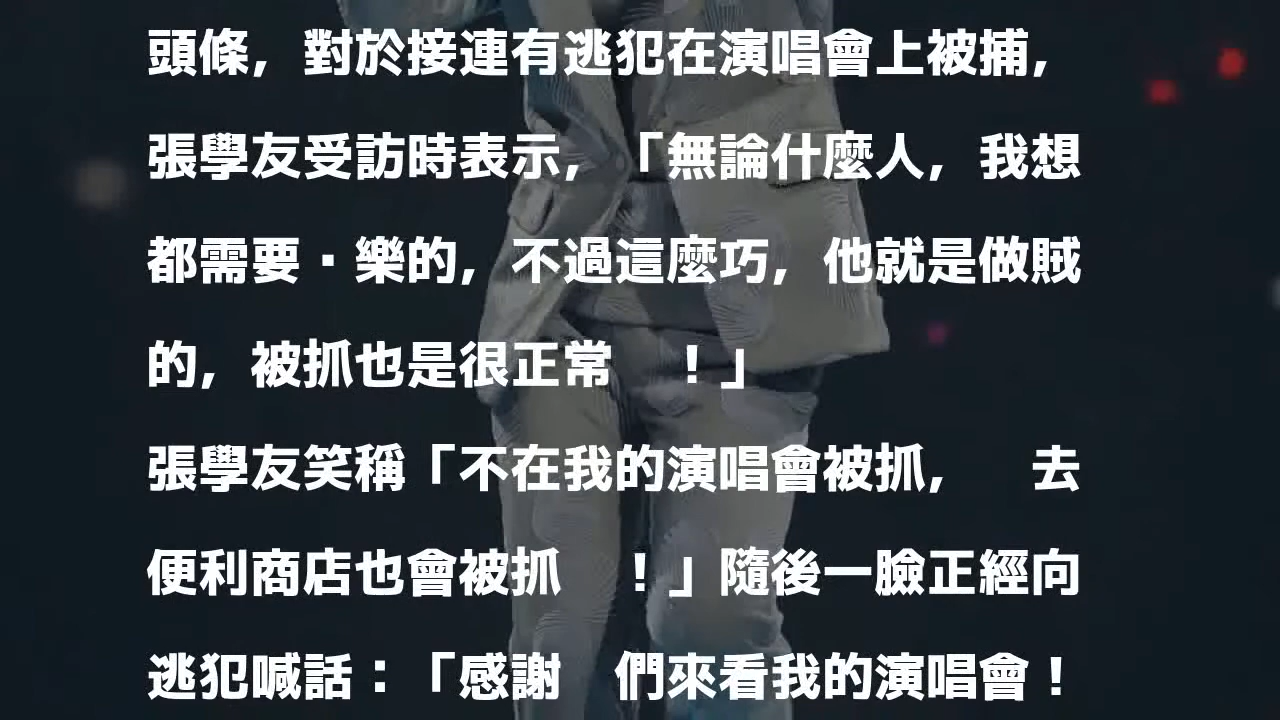 頭條，對於接連有逃犯在演唱會上被捕，
張學友受訪時表示，「無論什麼人，我想
都需要·樂的，不過這麼巧，他就是做賊
的，被抓也是很正常　！」
張學友笑稱「不在我的演唱會被抓，　去
便利商店也會被抓　！」隨後一臉正經向
逃犯喊話：「感謝　們來看我的演唱會！